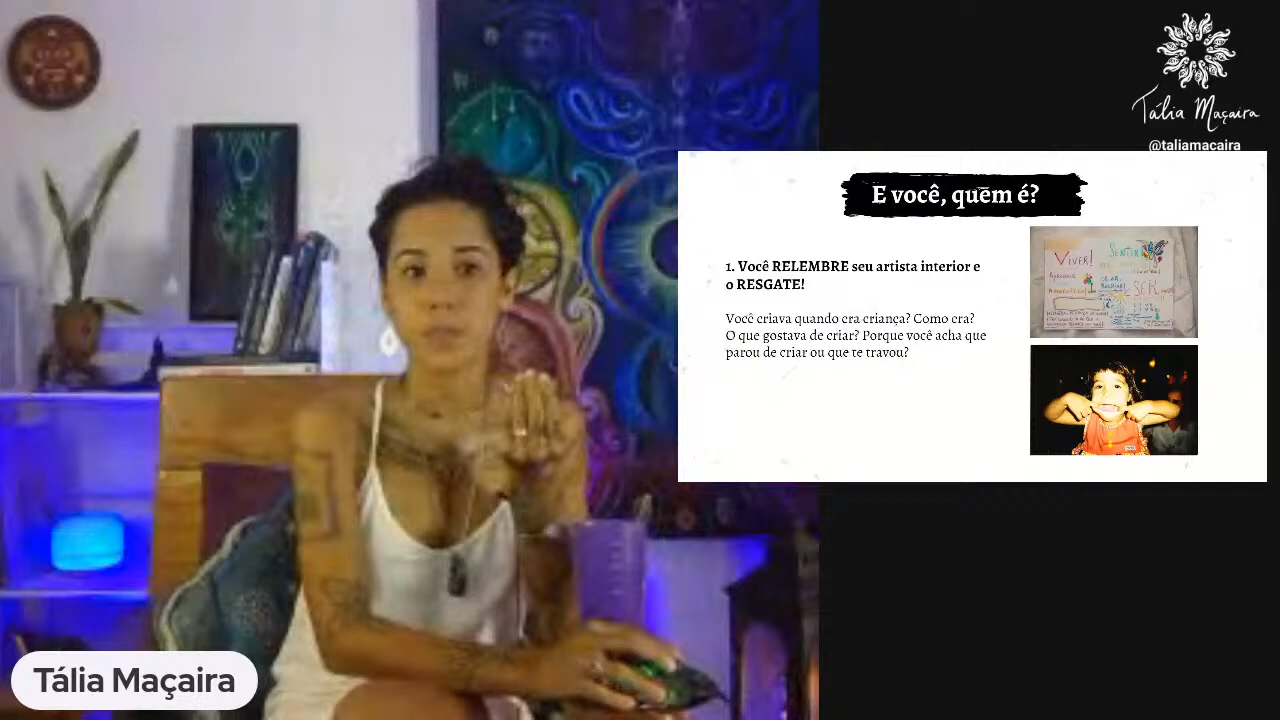 Tália Maçaira
@taliamacaira
E você, quem é?
1. Você RELEMBRE seu artista interior e
o RESGATE!
Você criava quando era criança? Como era?
O que gostava de criar? Porque você acha que
parou de criar ou que te travou?
VIVER!
SENTIR
SER
Tália Maçaira